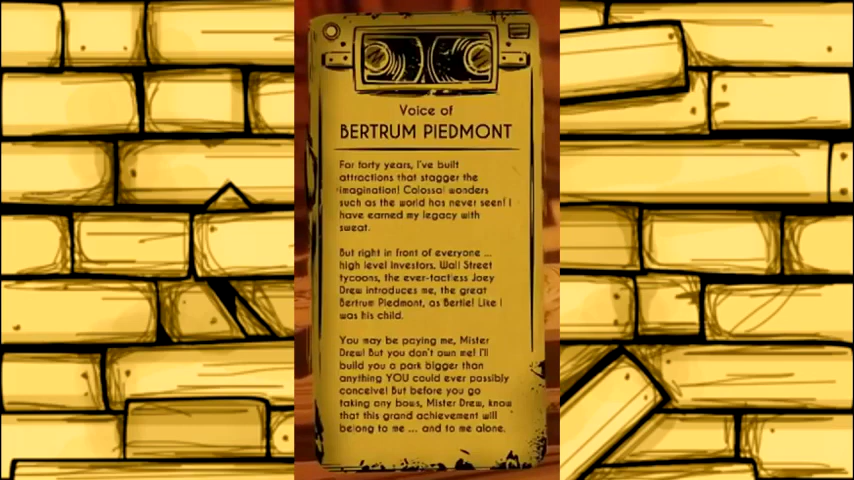 Voice of
BERTRUM PIEDMONT
For forty years, I've built
attractions that stagger the
imagination! Colossal wonders
such as the world has never seen! I
have earned my legacy with
sweat.
But right in front of everyone ...
high level investors, Wall Street
tycoons, the ever-tactless Joey
Drew introduces me, the great
Bertrum Piedmont, as Bertie! Like I
was his child.
You may be paying me, Mister
Drew! But you don't own me! I'll
build you a park bigger than
anything YOU could ever possibly
conceive! But before you go
taking any bows, Mister Drew, know
that this grand achievement will
belong to me ... and to me alone.